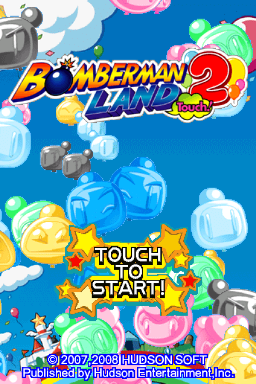 BOMBERMAN
LAND
Touch! 2
TOUCH
TO
START!
© 2007-2008 HUDSON SOFT
Published by Hudson Entertainment,Inc.